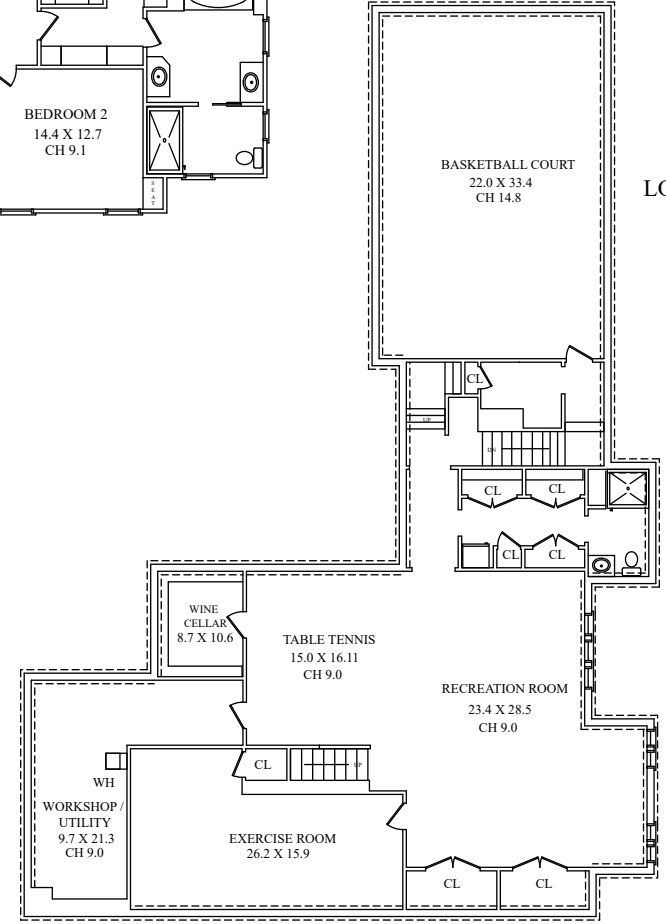 BEDROOM 2
14.4 X 12.7
CH 9.1
SEAT
BASKETBALL COURT
22.0 X 33.4
CH 14.8
LO
CL
UP
DN
CL
CL
CL
CL
WINE
CELLAR
8.7 X 10.6
TABLE TENNIS
15.0 X 16.11
CH 9.0
RECREATION ROOM
23.4 X 28.5
CH 9.0
CL
UP
WH
WORKSHOP /
UTILITY
9.7 X 21.3
CH 9.0
EXERCISE ROOM
26.2 X 15.9
CL
CL